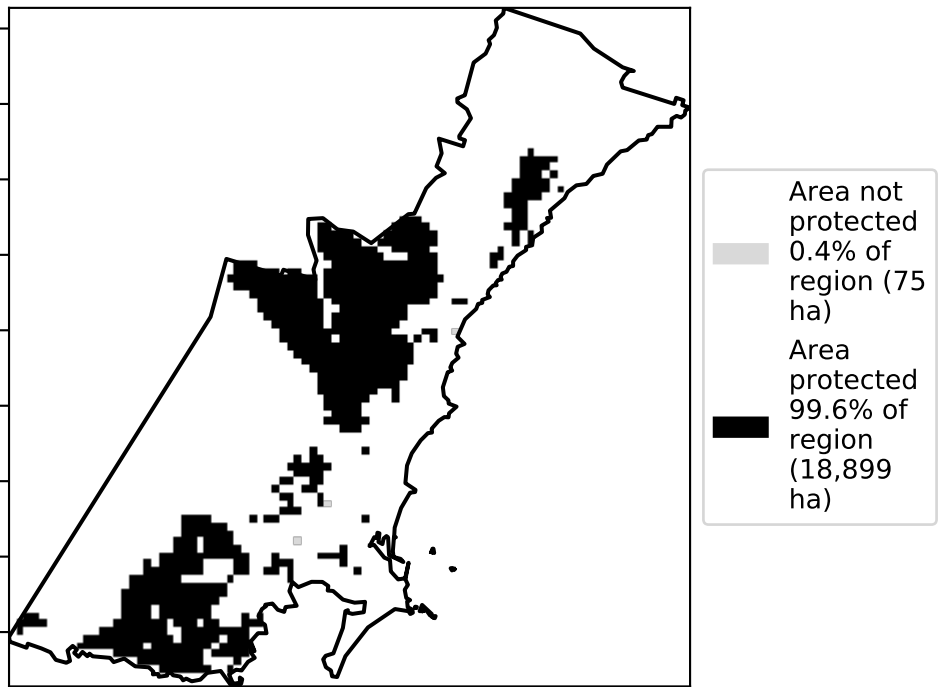 Area not
protected
0.4% of
region (75
ha)
Area
protected
99.6% of
region
(18,899
ha)